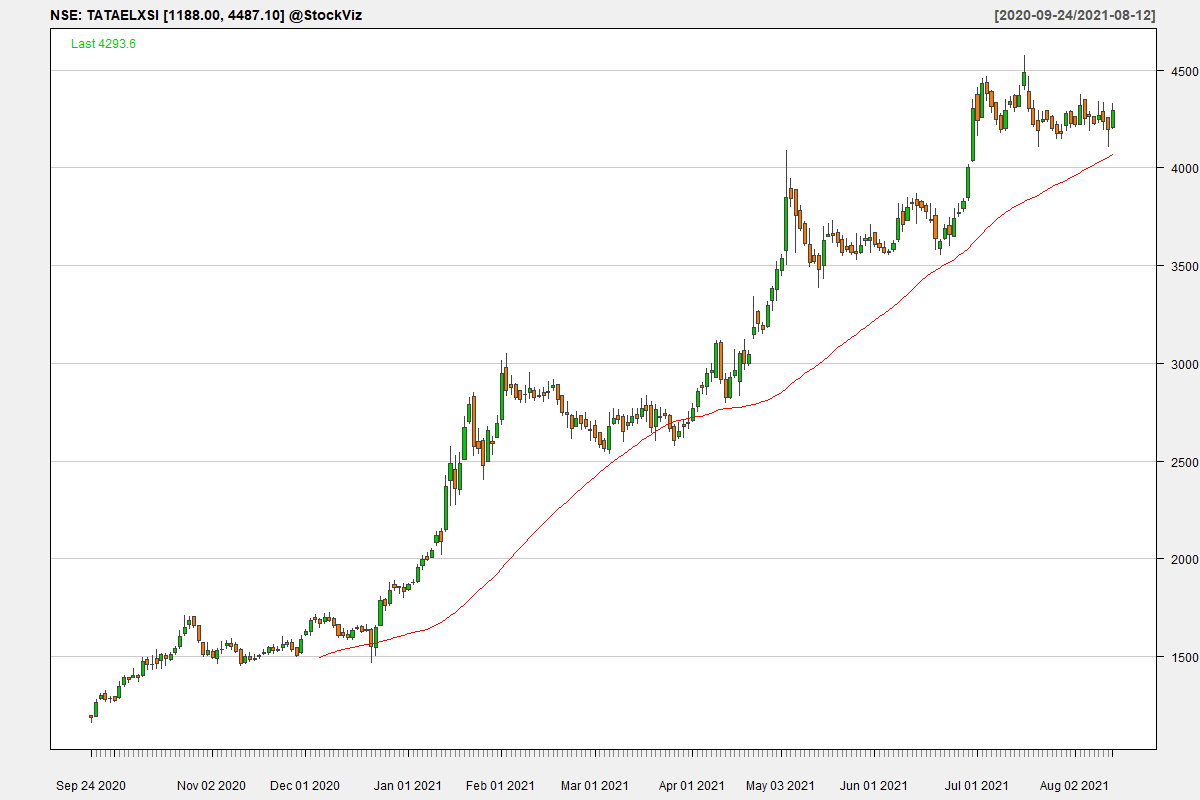 NSE: TATAELXSI [1188.00, 4487.10] @StockViz [2020-09-24/2021-08-12]
Last 4293.6
4500
4000
3500
3000
2500
2000
1500
Sep 24 2020 Nov 02 2020 Dec 01 2020 Jan 01 2021 Feb 01 2021 Mar 01 2021 Apr 01 2021 May 03 2021 Jun 01 2021 Jul 01 2021 Aug 02 2021